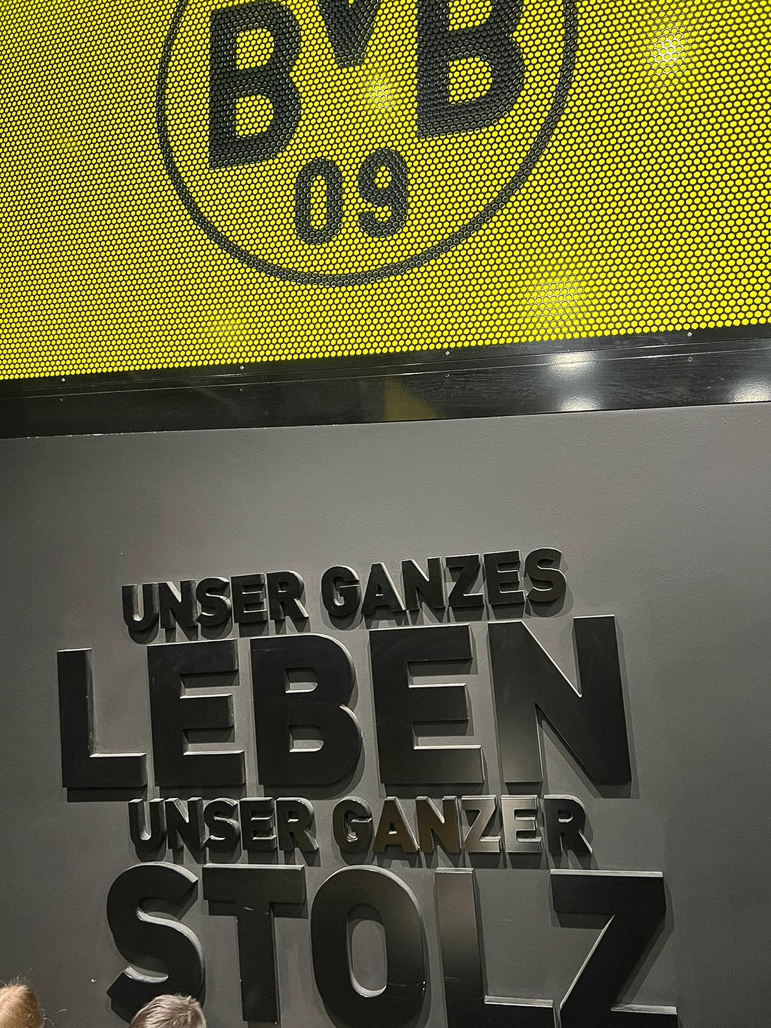 BVB
09
UNSER GANZES
LEBEN
UNSER GANZER
STOLZ